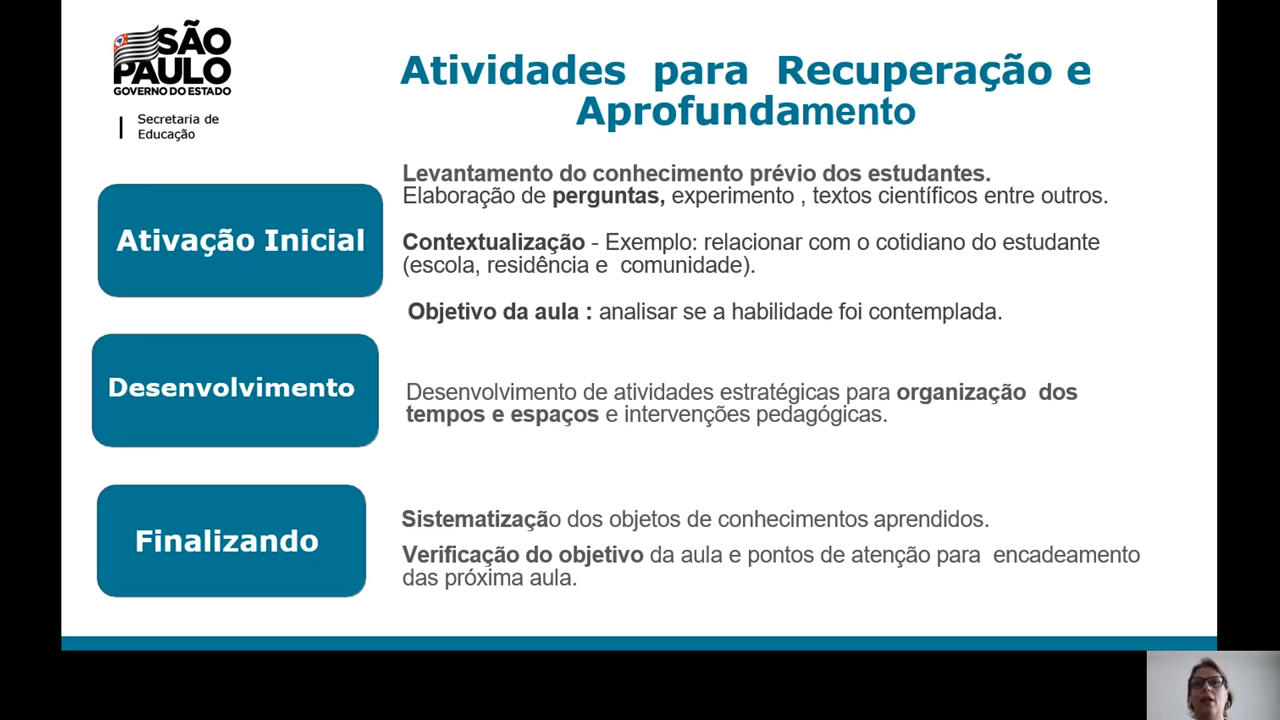 SÃO
PAULO
GOVERNO DO ESTADO
Secretaria de
Educação
Atividades para Recuperação e
Aprofundamento
Ativação Inicial
Levantamento do conhecimento prévio dos estudantes.
Elaboração de perguntas, experimento , textos científicos entre outros.
Contextualização - Exemplo: relacionar com o cotidiano do estudante
(escola, residência e comunidade).
Objetivo da aula : analisar se a habilidade foi contemplada.
Desenvolvimento
Desenvolvimento de atividades estratégicas para organização dos
tempos e espaços e intervenções pedagógicas.
Finalizando
Sistematização dos objetos de conhecimentos aprendidos.
Verificação do objetivo da aula e pontos de atenção para encadeamento
das próxima aula.